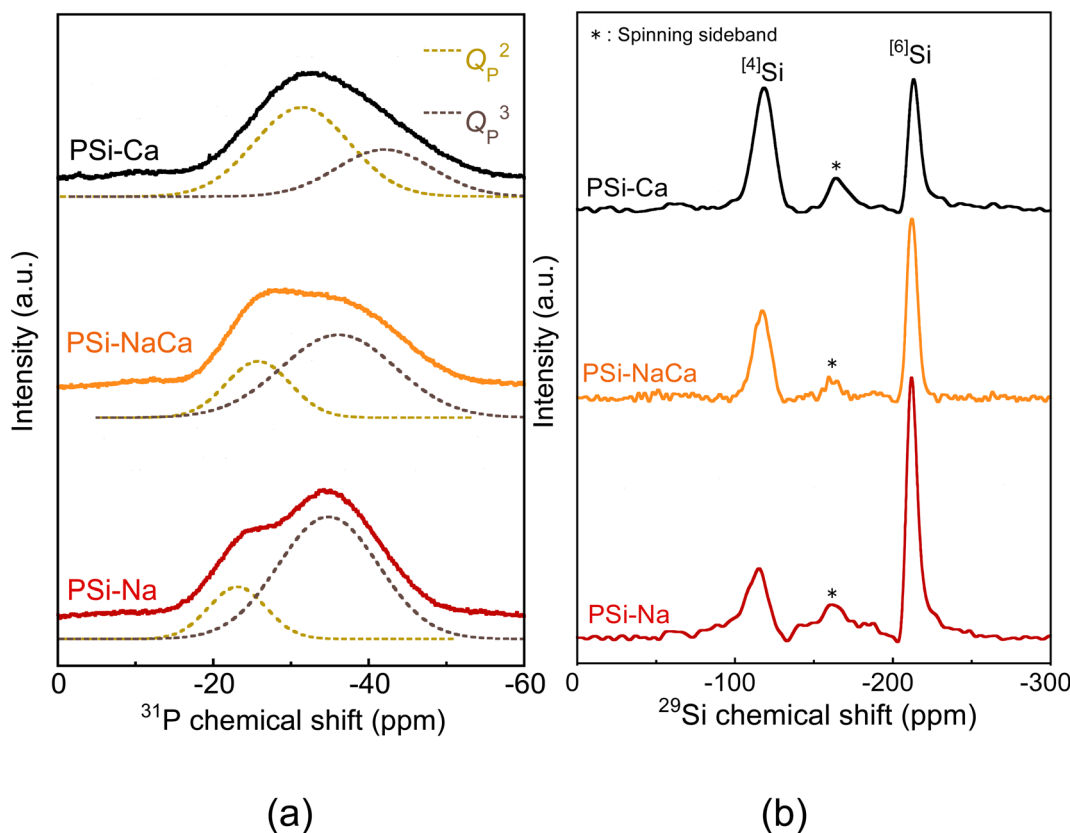 Q_P^2
Q_P^3
PSi-Ca
PSi-NaCa
PSi-Na
Intensity (a.u.)
0 -20 -40 -60
³¹P chemical shift (ppm)
(a)
* : Spinning sideband
[4]Si
[6]Si
*
PSi-Ca
*
PSi-NaCa
*
PSi-Na
Intensity (a.u.)
0 -100 -200 -300
²⁹Si chemical shift (ppm)
(b)